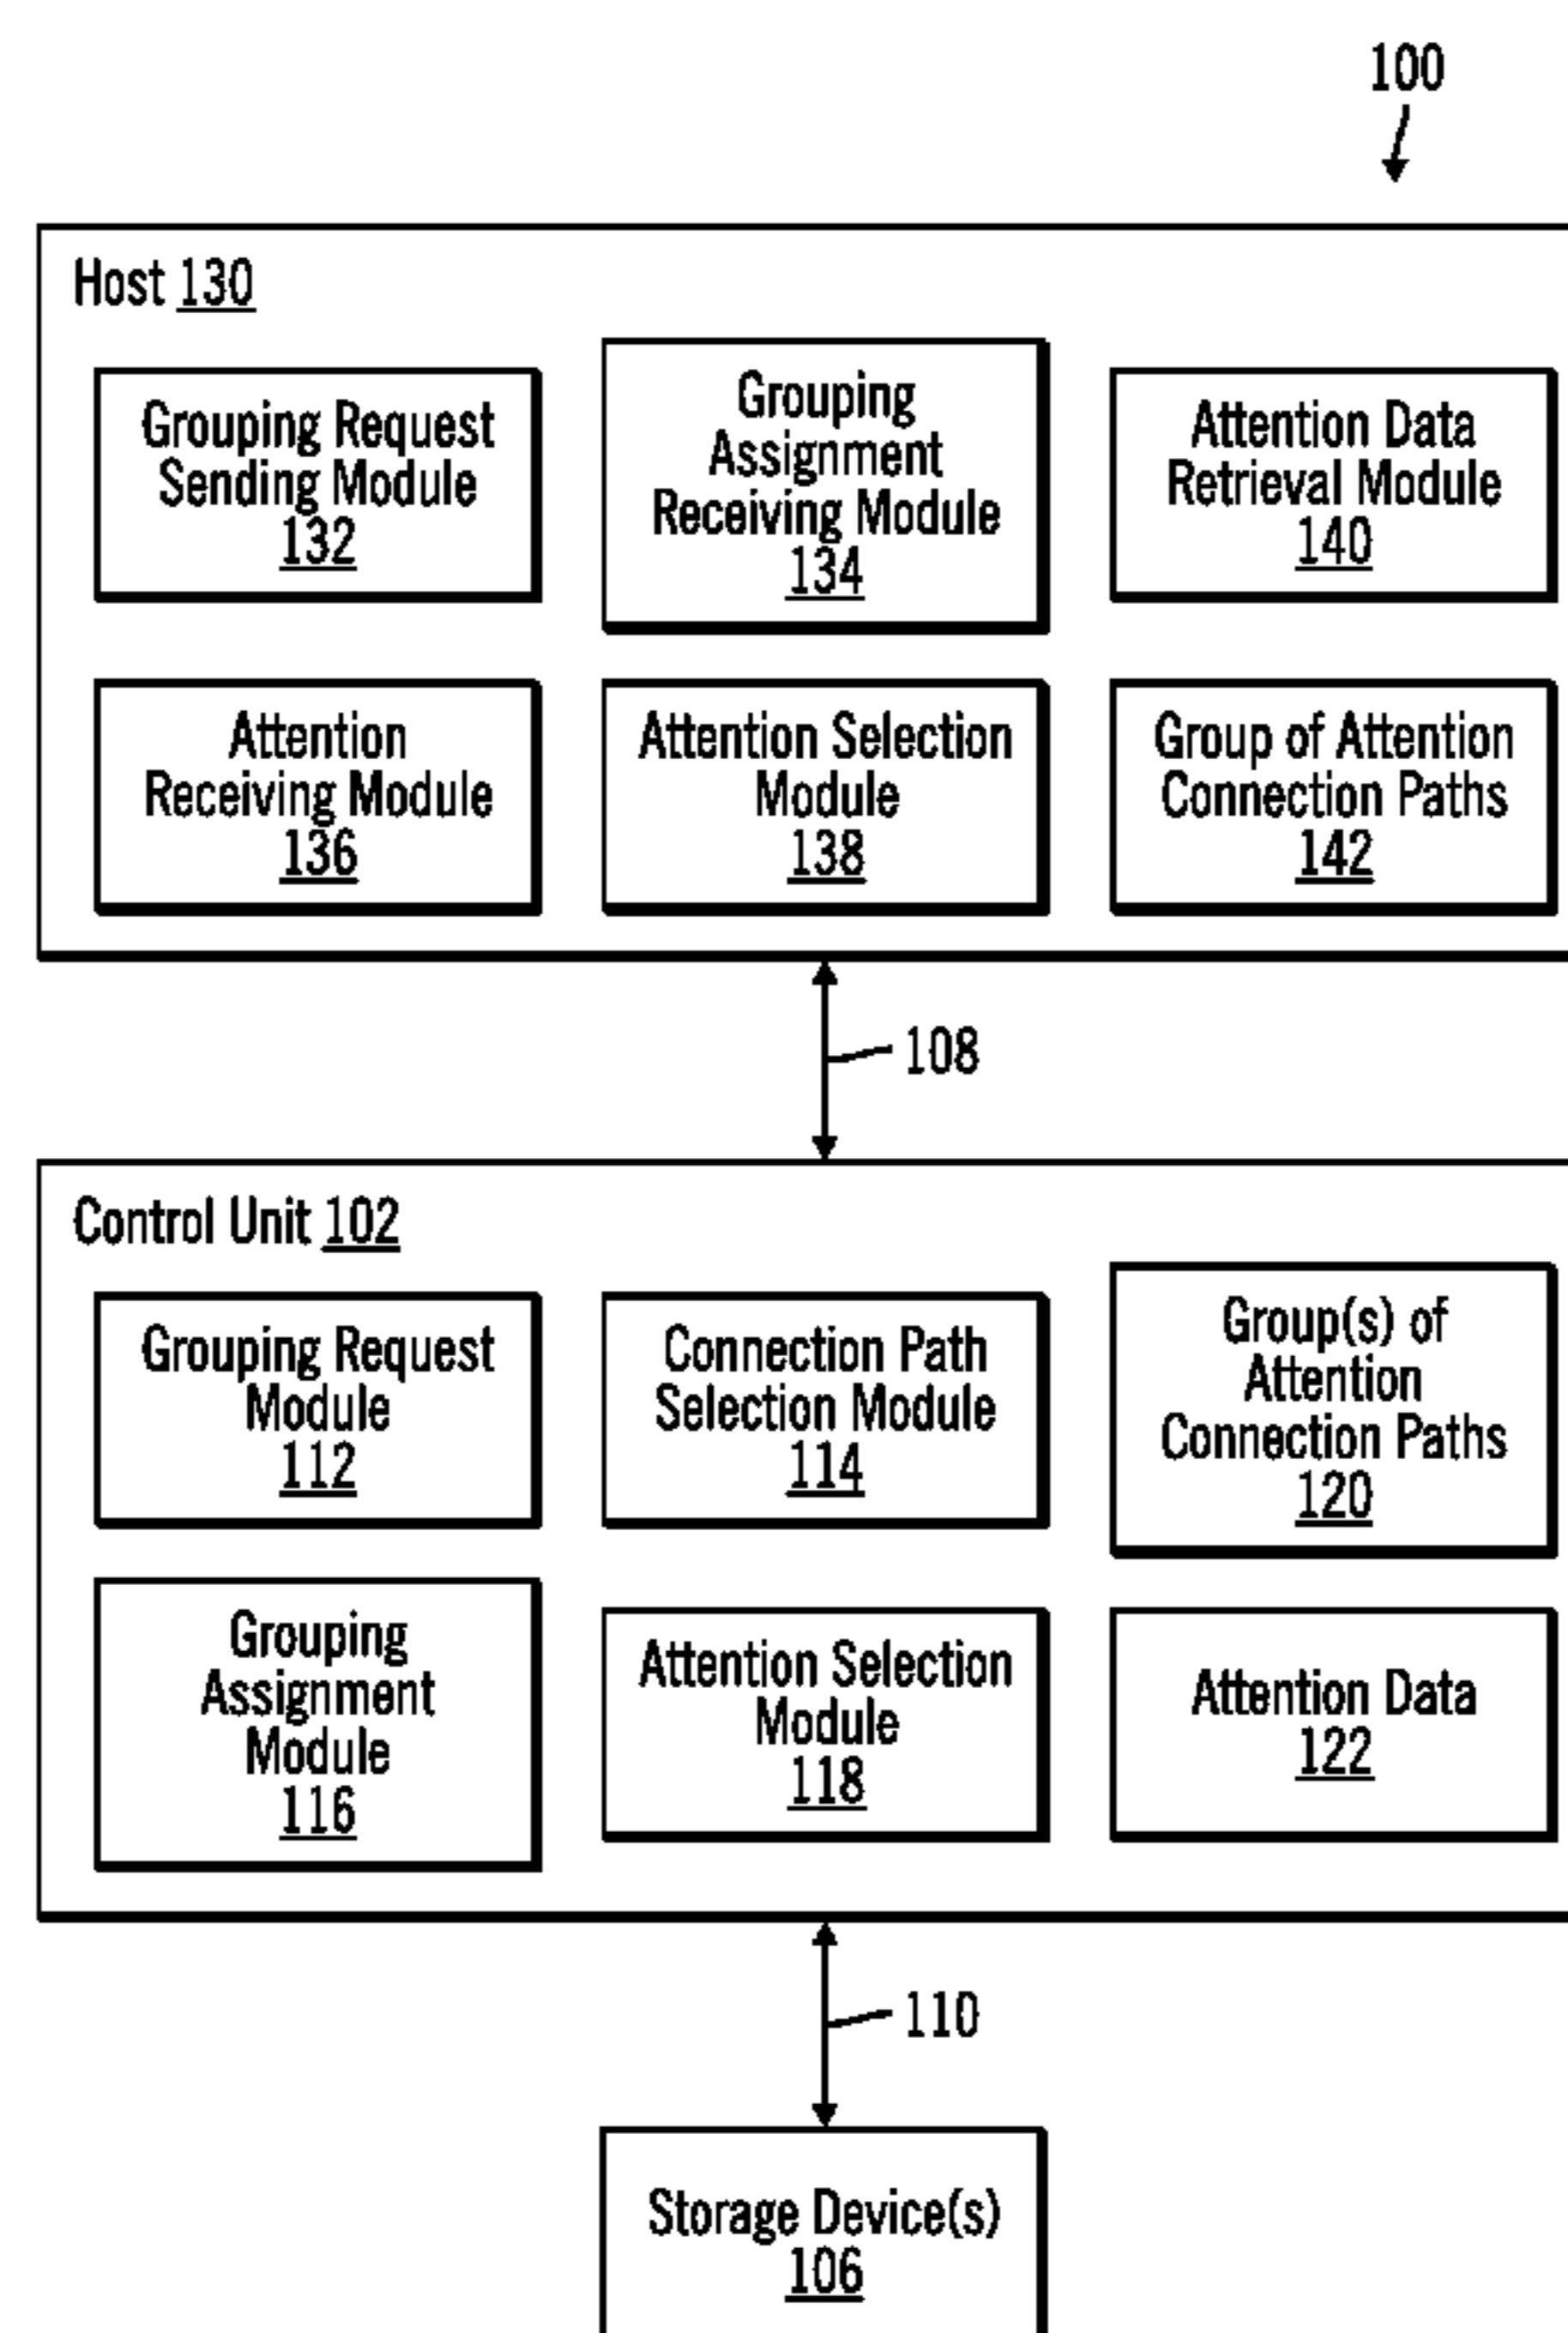 100
Host 130
Grouping Request
Sending Module
132
Grouping
Assignment
Receiving Module
134
Attention Data
Retrieval Module
140
Attention
Receiving Module
136
Attention Selection
Module
138
Group of Attention
Connection Paths
142
108
Control Unit 102
Grouping Request
Module
112
Connection Path
Selection Module
114
Group(s) of
Attention
Connection Paths
120
Grouping
Assignment
Module
116
Attention Selection
Module
118
Attention Data
122
110
Storage Device(s)
106